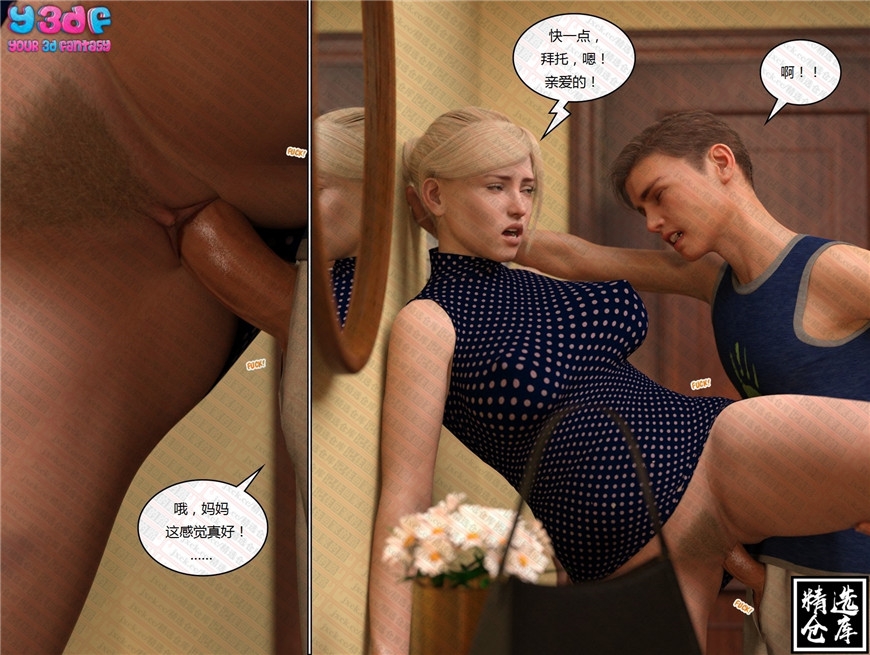 Y3DF
YOUR 3D FANTASY
快一点，
拜托，嗯！
亲爱的！
啊！！
FUCK!
FUCK!
FUCK!
哦，妈妈
这感觉真好！
……
FUCK!
精选
仓库